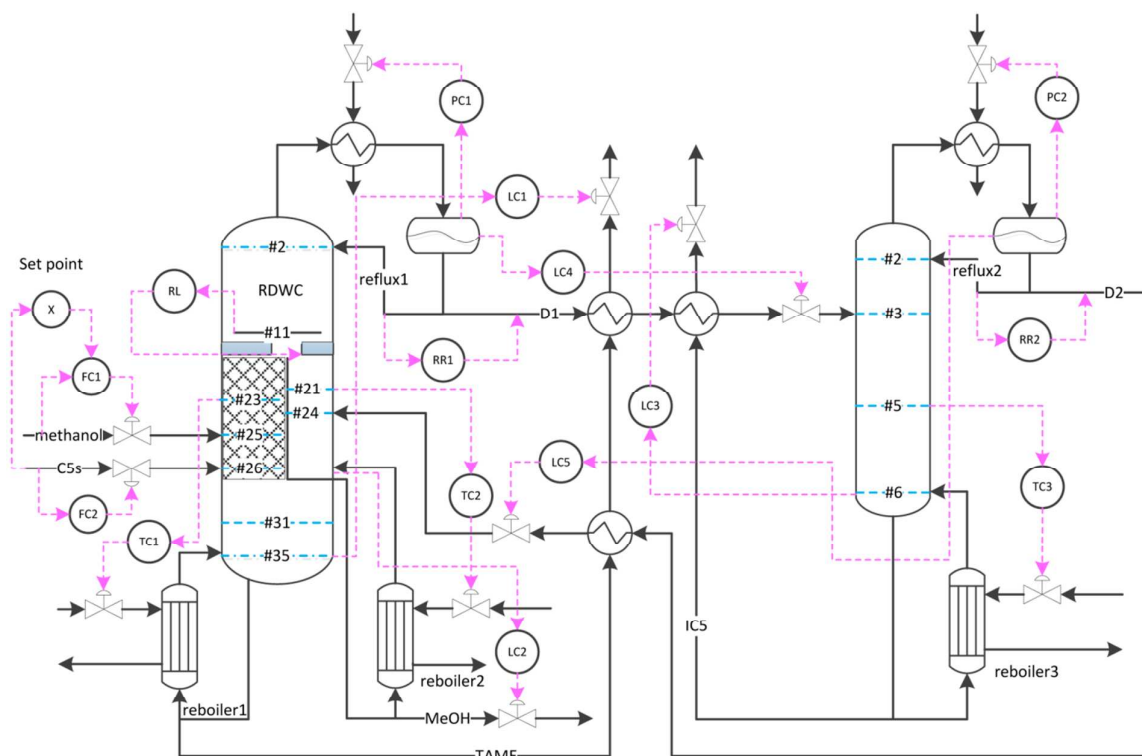 PC1
PC2
LC1
#2
#2
Set point
RL
RDWC
reflux1
LC4
reflux2
X
#11
D1
#3
D2
FC1
RR1
RR2
#21
#23
#24
LC3
#5
methanol
#25
C5s
#26
LC5
TC2
#6
TC3
FC2
#31
TC1
#35
IC5
LC2
reboiler2
reboiler3
reboiler1
MeOH
TAME